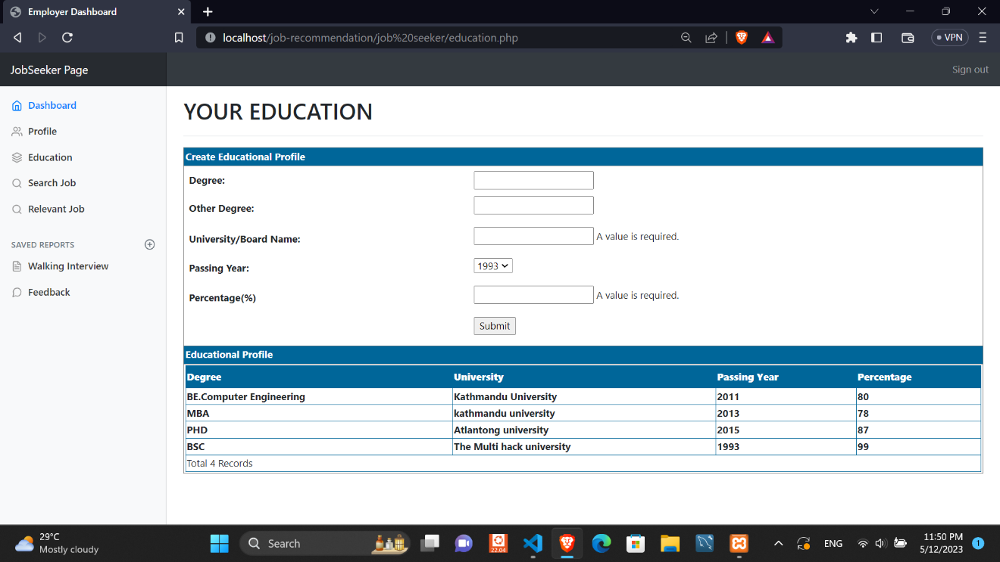 Employer Dashboard
localhost/job-recommendation/job%20seeker/education.php
VPN
JobSeeker Page
Sign out
Dashboard
Profile
Education
Search Job
Relevant Job
SAVED REPORTS
Walking Interview
Feedback
YOUR EDUCATION
Create Educational Profile
Degree:
Other Degree:
University/Board Name: A value is required.
Passing Year: 1993
Percentage(%) A value is required.
Submit
Educational Profile
Degree University Passing Year Percentage
BE.Computer Engineering Kathmandu University 2011 80
MBA kathmandu university 2013 78
PHD Atlantong university 2015 87
BSC The Multi hack university 1993 99
Total 4 Records
29°C
Mostly cloudy
Search
22.04
ENG
11:50 PM
5/12/2023
1